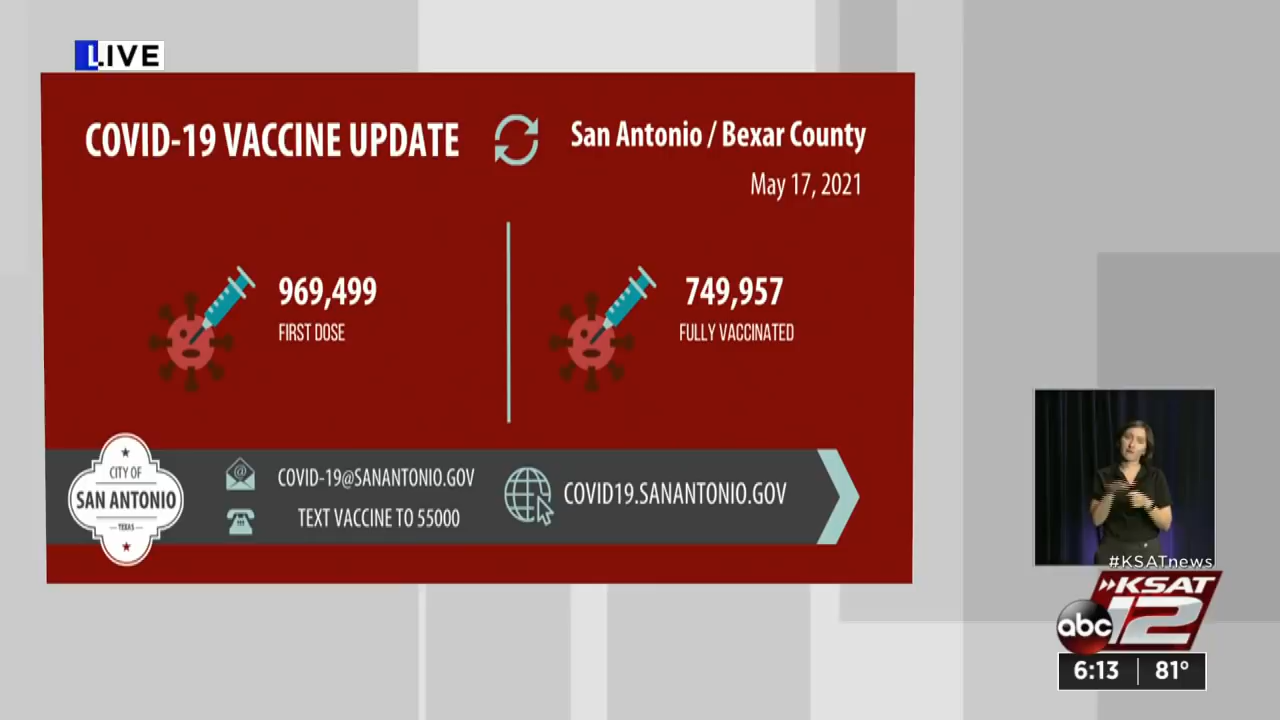 LIVE
COVID-19 VACCINE UPDATE
San Antonio / Bexar County
May 17, 2021
969,499
FIRST DOSE
749,957
FULLY VACCINATED
CITY OF
SAN ANTONIO
TEXAS
@
COVID-19@SANANTONIO.GOV
TEXT VACCINE TO 55000
COVID19.SANANTONIO.GOV
#KSATnews
KSAT
abc 12
6:13 81°